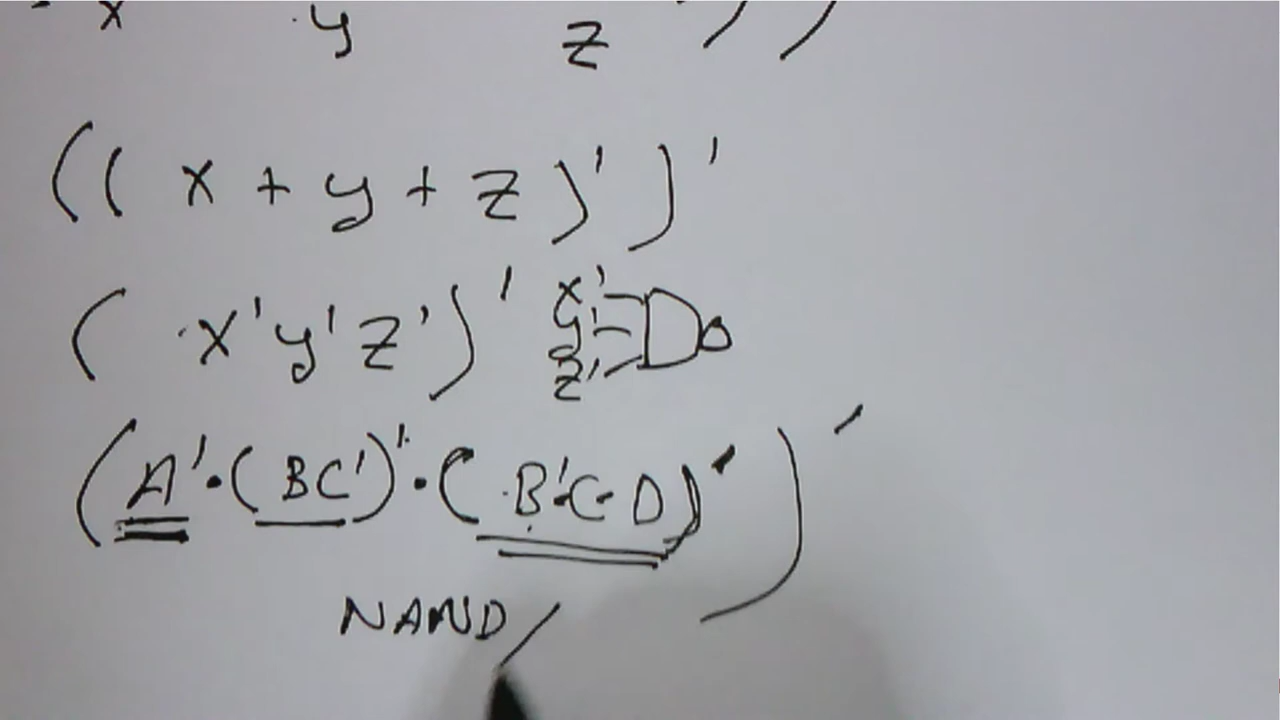 x y z ))
(( x + y + z )')'
( x'y'z')' x'
y'
z'
(A'·(BC')'·(B'·C·D)')'
NAND/